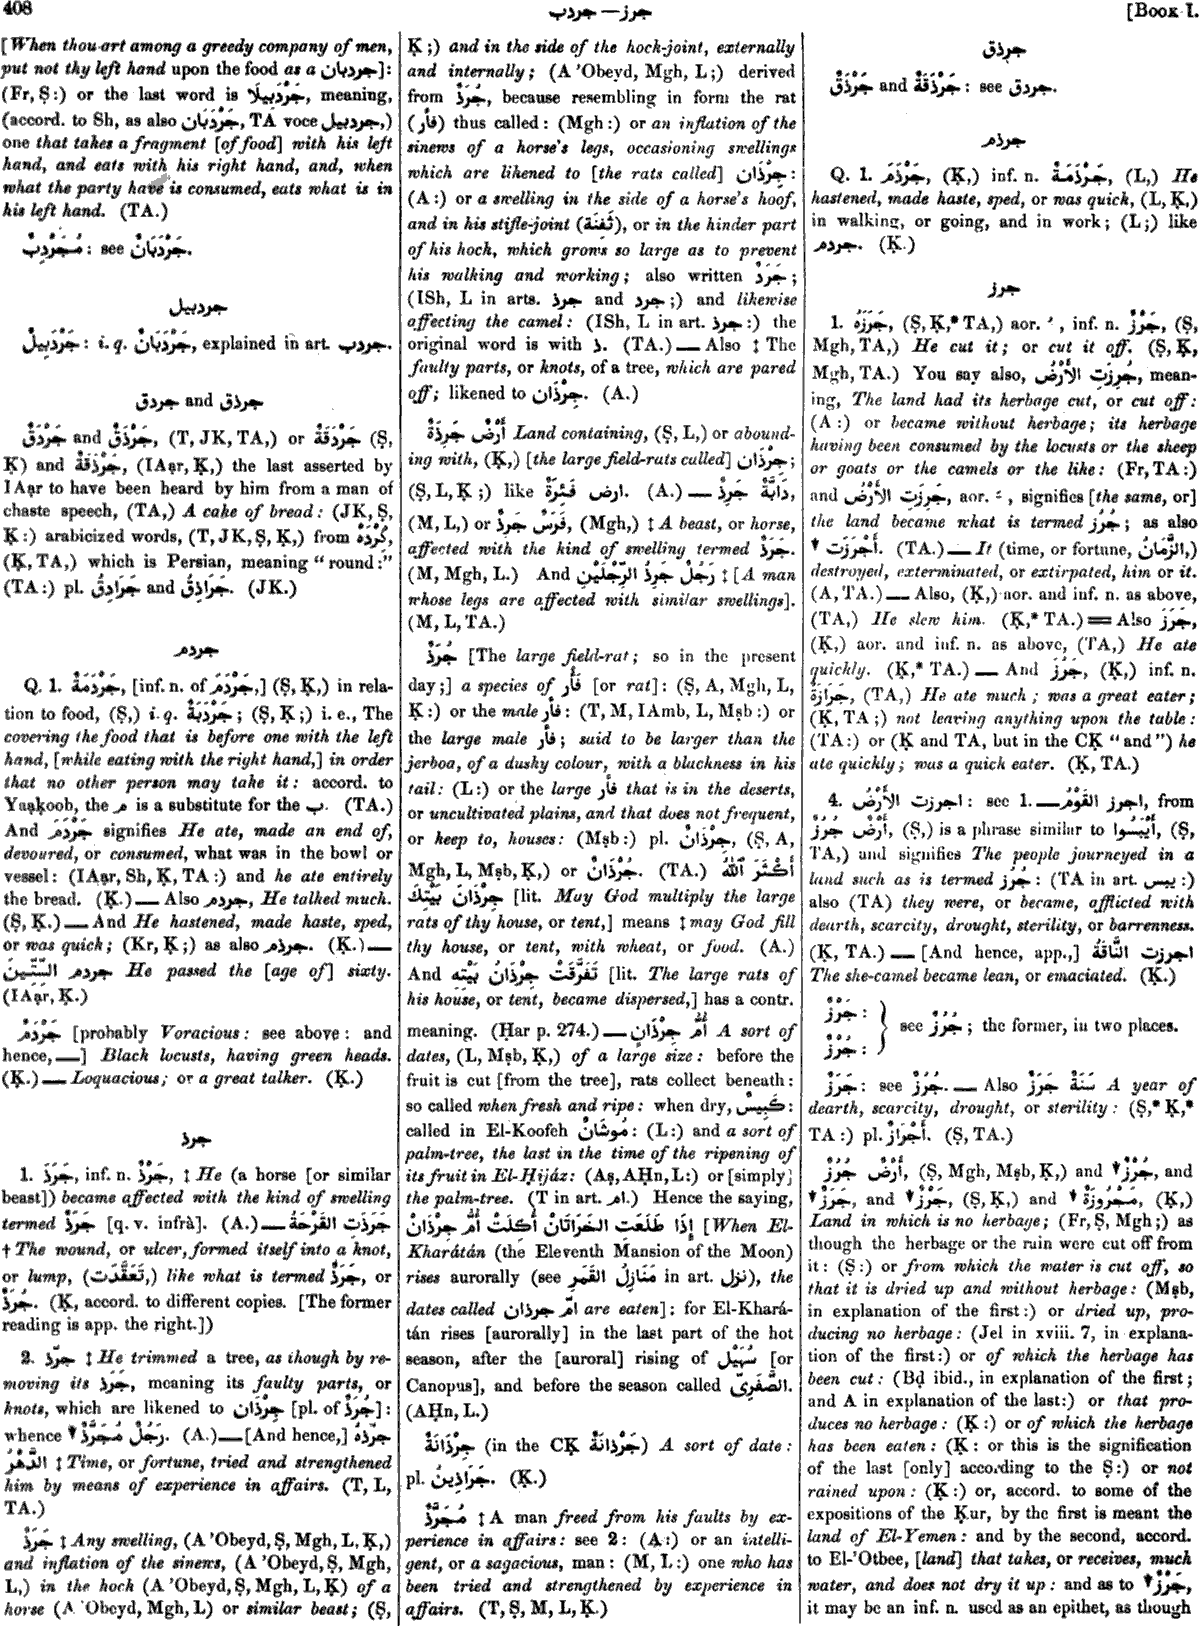 408
جردب — جرز
[BOOK I.
[When thou art among a greedy company of men,
put not thy left hand upon the food as a جردبان]:
(Fr, Ṣ:) or the last word is جَرْدَبِيلَا, meaning,
(accord. to Sh, as also جَرْدَبَان, TA voce جردبيل,)
one that takes a fragment [of food] with his left
hand, and eats with his right hand, and, when
what the party have is consumed, eats what is in
his left hand. (TA.)
مُجَرْدِبٌ: see جَرْدَبَانٌ.
جردبيل
جَرْدَبِيلٌ: i. q. جَرْدَبَانٌ, explained in art. جردب.
جرذق and جردق
جَرْدَقٌ and جَرْذَقٌ, (T, JK, TA,) or جَرْدَقَةٌ (Ṣ,
Ḳ) and جَرْذَقَةٌ, (IAạr, Ḳ,) the last asserted by
IAạr to have been heard by him from a man of
chaste speech, (TA,) A cake of bread: (JK, Ṣ,
Ḳ:) arabicized words, (T, JK, Ṣ, Ḳ,) from گِرْدَهْ,
(Ḳ, TA,) which is Persian, meaning "round:"
(TA:) pl. جَرَادِقُ and جَرَاذِقُ. (JK.)
جردم
Q. 1. جَرْدَمَةٌ, [inf. n. of جَرْدَمَ,] (Ṣ, Ḳ,) in rela-
tion to food, (Ṣ,) i. q. جَرْدَبَةٌ; (Ṣ, Ḳ;) i. e., The
covering the food that is before one with the left
hand, [while eating with the right hand,] in order
that no other person may take it: accord. to
Yaạḳoob, the م is a substitute for the ب. (TA.)
And جَرْدَمَ signifies He ate, made an end of,
devoured, or consumed, what was in the bowl or
vessel: (IAạr, Sh, Ḳ, TA:) and he ate entirely
the bread. (Ḳ.) — Also جردم, He talked much.
(Ṣ, Ḳ.) — And He hastened, made haste, sped,
or was quick; (Kr, Ḳ;) as also جرذم. (Ḳ.) —
جردم السِّتِّينَ He passed the [age of] sixty.
(IAạr, Ḳ.)
جَرْدَمٌ [probably Voracious: see above: and
hence, —] Black locusts, having green heads.
(Ḳ.) — Loquacious; or a great talker. (Ḳ.)
جرذ
1. جَرِذَ, inf. n. جَرَذٌ, ‡ He (a horse [or similar
beast]) became affected with the kind of swelling
termed جَرَذٌ [q. v. infrà]. (A.) — جَرِذَتِ القَرْحَةُ
† The wound, or ulcer, formed itself into a knot,
or lump, (تَعَقَّدَت,) like what is termed جَرَذٌ, or
جُرَذٌ. (Ḳ, accord. to different copies. [The former
reading is app. the right.])
2. جرّذ ‡ He trimmed a tree, as though by re-
moving its جَرَذ, meaning its faulty parts, or
knots, which are likened to جِرْذَان [pl. of جُرَذٌ]:
whence رَجُلٌ مُجَرَّذٌ. (A.) — [And hence,] جرّذهُ
الدَّهْرُ ‡ Time, or fortune, tried and strengthened
him by means of experience in affairs. (T, L,
TA.)
جَرَذٌ ‡ Any swelling, (A 'Obeyd, Ṣ, Mgh, L, Ḳ,)
and inflation of the sinews, (A 'Obeyd, Ṣ, Mgh,
L,) in the hock (A 'Obeyd, Ṣ, Mgh, L, Ḳ) of a
horse (A 'Obeyd, Mgh, L) or similar beast; (Ṣ,
Ḳ;) and in the side of the hock-joint, externally
and internally; (A 'Obeyd, Mgh, L;) derived
from جُرَذٌ, because resembling in form the rat
(فأر) thus called: (Mgh:) or an inflation of the
sinews of a horse's legs, occasioning swellings
which are likened to [the rats called] جِرْذَان:
(A:) or a swelling in the side of a horse's hoof,
and in his stifle-joint (ثَفِنَة), or in the hinder part
of his hock, which grows so large as to prevent
his walking and working; also written جَرَدٌ;
(ISh, L in arts. جرد and جرذ;) and likewise
affecting the camel: (ISh, L in art. جرذ:) the
original word is with ذ. (TA.) — Also ‡ The
faulty parts, or knots, of a tree, which are pared
off; likened to جِرْذَان. (A.)
أَرْضٌ جَرِذَةٌ Land containing, (Ṣ, L,) or abound-
ing with, (Ḳ,) [the large field-rats called] جِرْذَان;
(Ṣ, L, Ḳ;) like ارض فَئِرَةٌ. (A.) — دَابَّةٌ جَرِذٌ,
(M, L,) or فَرَسٌ جَرِذٌ, (Mgh,) ‡ A beast, or horse,
affected with the kind of swelling termed جَرَذٌ.
(M, Mgh, L.) And رَجُلٌ جَرِذُ الرِّجْلَيْنِ ‡ [A man
whose legs are affected with similar swellings].
(M, L, TA.)
جُرَذٌ [The large field-rat; so in the present
day;] a species of فَأْر [or rat]: (Ṣ, A, Mgh, L,
Ḳ:) or the male فأر: (T, M, IAmb, L, Mṣb:) or
the large male فأر; said to be larger than the
jerboa, of a dusky colour, with a blackness in his
tail: (L:) or the large فأر that is in the deserts,
or uncultivated plains, and that does not frequent,
or keep to, houses: (Mṣb:) pl. جِرْذَانٌ, (Ṣ, A,
Mgh, L, Mṣb, Ḳ,) or جُرْذَانٌ. (TA.) أَكْثَرَ ٱللّٰهُ
جِرْذَانَ بَيْتِكَ [lit. May God multiply the large
rats of thy house, or tent,] means ‡ may God fill
thy house, or tent, with wheat, or food. (A.)
And تَفَرَّقَتْ جِرْذَانُ بَيْتِهِ [lit. The large rats of
his house, or tent, became dispersed,] has a contr.
meaning. (Ḥar p. 274.) — أُمُّ جِرْذَانٍ A sort of
dates, (L, Mṣb, Ḳ,) of a large size: before the
fruit is cut [from the tree], rats collect beneath:
so called when fresh and ripe: when dry, كَبِيسٌ:
called in El-Koofeh مُوشَانٌ: (L:) and a sort of
palm-tree, the last in the time of the ripening of
its fruit in El-Ḥijáz: (Aṣ, AḤn, L:) or [simply]
the palm-tree. (T in art. ام.) Hence the saying,
إِذَا طَلَعَتِ الخَرَاتَانْ أُكِلَتْ أُمُّ جِرْذَانْ [When El-
Kharátán (the Eleventh Mansion of the Moon)
rises aurorally (see مَنَازِلُ القَمَرِ in art. نزل), the
dates called امّ جرذان are eaten]; for El-Khará-
tán rises [aurorally] in the last part of the hot
season, after the [auroral] rising of سُهَيْل [or
Canopus], and before the season called الصَّفَرِىّ.
(AḤn, L.)
جِرْذَانَةٌ (in the CḲ جَرْذانَةٌ) A sort of date:
pl. جَرَاذِينُ. (Ḳ.)
مُجَرَّذٌ ‡ A man freed from his faults by ex-
perience in affairs: see 2: (A:) or an intelli-
gent, or a sagacious, man: (M, L:) one who has
been tried and strengthened by experience in
affairs. (T, Ṣ, M, L, Ḳ.)
جرذق
جَرْذَقٌ and جَرْذَقَةٌ: see جردق.
جرذم
Q. 1. جَرْذَمَ, (Ḳ,) inf. n. جَرْذَمَةٌ, (L,) He
hastened, made haste, sped, or was quick, (L, Ḳ,)
in walking, or going, and in work; (L;) like
جردم. (Ḳ.)
جرز
1. جَرَزَهُ, (Ṣ, Ḳ,* TA,) aor. ـُ, inf. n. جَرْزٌ, (Ṣ,
Mgh, TA,) He cut it; or cut it off. (Ṣ, Ḳ,
Mgh, TA.) You say also, جُرِزَتِ الأَرْضُ, mean-
ing, The land had its herbage cut, or cut off:
(A:) or became without herbage; its herbage
having been consumed by the locusts or the sheep
or goats or the camels or the like: (Fr, TA:)
and جَرِزَتِ الأَرْضُ, aor. ـَ, signifies [the same, or]
the land became what is termed جُرُز; as also
أَجْرَزَتْ. (TA.) — It (time, or fortune, الزَّمَانُ,)
destroyed, exterminated, or extirpated, him or it.
(A, TA.) — Also, (Ḳ,) aor. and inf. n. as above,
(TA,) He slew him. (Ḳ,* TA.) = Also جَرَزَ,
(Ḳ,) aor. and inf. n. as above, (TA,) He ate
quickly. (Ḳ,* TA.) — And جَرُزَ, (Ḳ,) inf. n.
جَرَازَةٌ, (TA,) He ate much; was a great eater;
(Ḳ, TA;) not leaving anything upon the table:
(TA:) or (Ḳ and TA, but in the CḲ "and") he
ate quickly; was a quick eater. (Ḳ, TA.)
4. اجرزت الأَرْضُ: see 1. — اجرز القَوْمُ, from
أَرْضٌ جُرُزٌ, (Ṣ,) is a phrase similar to أَيْبَسُوا, (Ṣ,
TA,) and signifies The people journeyed in a
land such as is termed جُرُز: (TA in art. يبس:)
also (TA) they were, or became, afflicted with
dearth, scarcity, drought, sterility, or barrenness.
(Ḳ, TA.) — [And hence, app.,] اجرزت النَّاقَةُ
The she-camel became lean, or emaciated. (Ḳ.)
جَرْزٌ:
جُرْزٌ:
see جُرُزٌ; the former, in two places.
جَرَزٌ: see جُرُزٌ. — Also سَنَةٌ جَرَزٌ A year of
dearth, scarcity, drought, or sterility: (Ṣ,* Ḳ,*
TA:) pl. أَجْرَازٌ. (Ṣ, TA.)
أَرْضٌ جُرُزٌ, (Ṣ, Mgh, Mṣb, Ḳ,) and جُرْزٌ, and
جَرَزٌ, and جَرْزٌ, (Ṣ, Ḳ,) and مَجْرُوزَةٌ, (Ḳ,)
Land in which is no herbage; (Fr, Ṣ, Mgh;) as
though the herbage or the rain were cut off from
it: (Ṣ:) or from which the water is cut off, so
that it is dried up and without herbage: (Mṣb,
in explanation of the first:) or dried up, pro-
ducing no herbage: (Jel in xviii. 7, in explana-
tion of the first:) or of which the herbage has
been cut: (Bḍ ibid., in explanation of the first;
and A in explanation of the last:) or that pro-
duces no herbage: (Ḳ:) or of which the herbage
has been eaten: (Ḳ: or this is the signification
of the last [only] according to the Ṣ:) or not
rained upon: (Ḳ:) or, accord. to some of the
expositions of the Ḳur, by the first is meant the
land of El-Yemen: and by the second, accord.
to El-'Otbee, [land] that takes, or receives, much
water, and does not dry it up: and as to جَرْزٌ,
it may be an inf. n. used as an epithet, as though